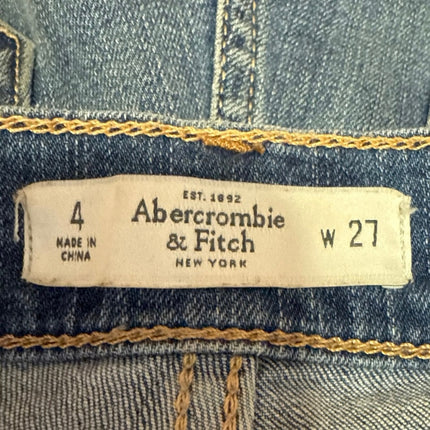 4
MADE IN
CHINA
EST. 1892
Abercrombie
& Fitch
NEW YORK
W 27